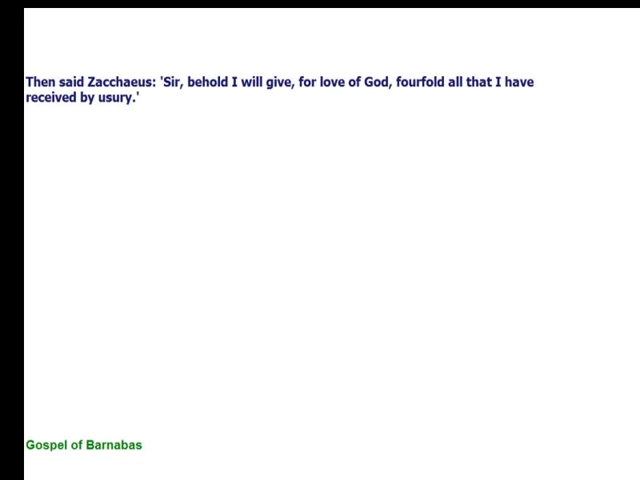 Then said Zacchaeus: 'Sir, behold I will give, for love of God, fourfold all that I have
received by usury.'
Gospel of Barnabas